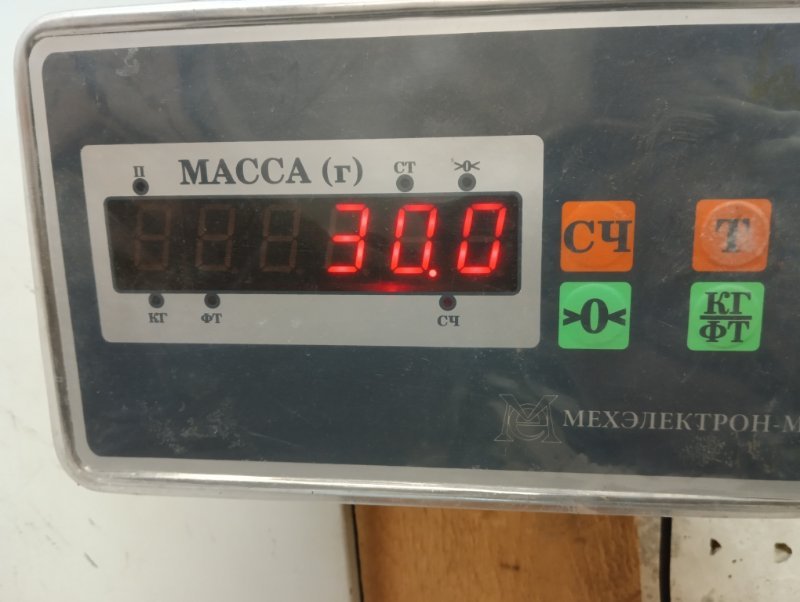 П МАССА (г) СТ >0<
30.0
КГ ФТ СЧ
СЧ Т
>0< КГ/ФТ
МЕХЭЛЕКТРОН-М